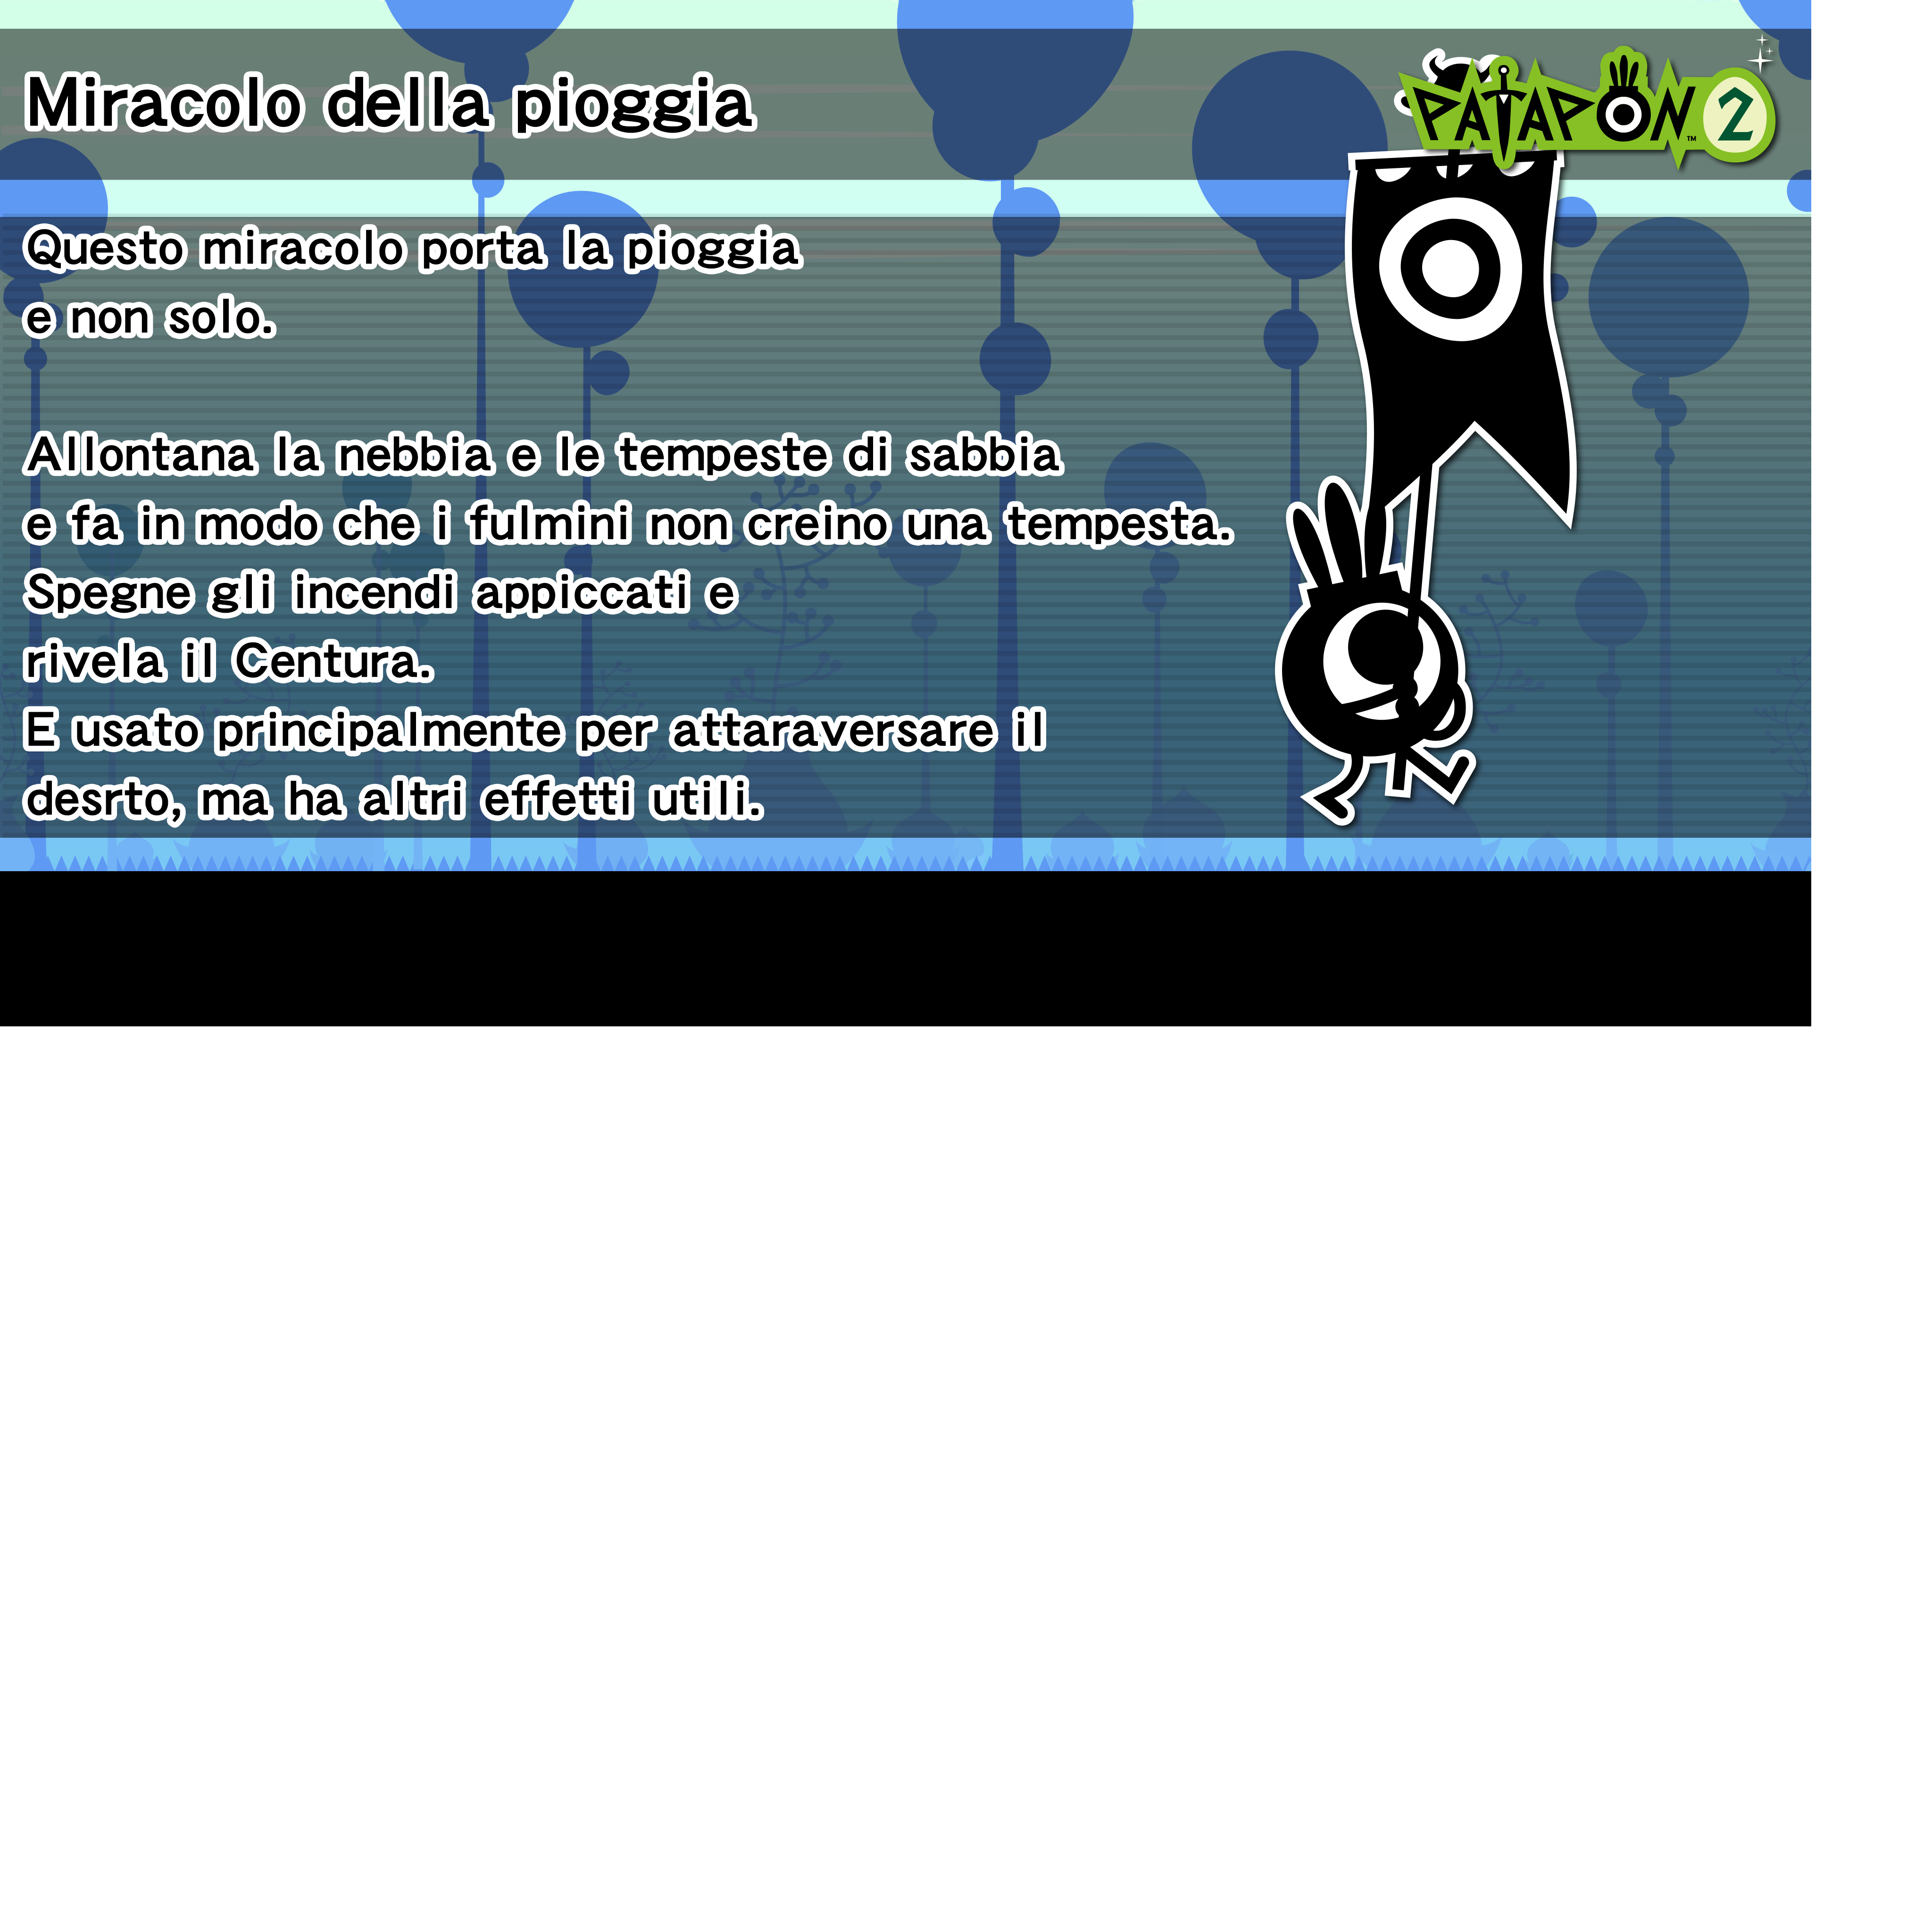 Miracolo della pioggia
PATAPON™ 2
Questo miracolo porta la pioggia
e non solo.
Allontana la nebbia e le tempeste di sabbia
e fa in modo che i fulmini non creino una tempesta.
Spegne gli incendi appiccati e
rivela il Centura.
E usato principalmente per attaraversare il
desrto, ma ha altri effetti utili.